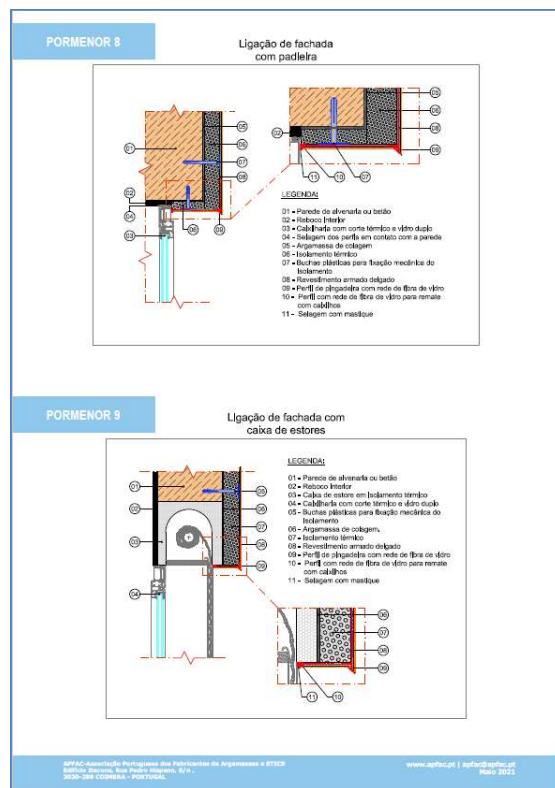 PORMENOR 8
Ligação de fachada
com padieira
05
06
02
08
09
11
10
07
05
06
01
07
08
02
04
03
06
09
LEGENDA:
01 - Parede de alvenaria ou betão
02 - Reboco interior
03 - Caixilharia com corte térmico e vidro duplo
04 - Selagem dos perfis em contato com a parede
05 - Argamassa de colagem
06 - Isolamento térmico
07 - Buchas plásticas para fixação mecânica do
isolamento
08 - Revestimento armado delgado
09 - Perfil de pingadeira com rede de fibra de vidro
10 - Perfil com rede de fibra de vidro para remate
com caixilhos
11 - Selagem com mastique
PORMENOR 9
Ligação de fachada com
caixa de estores
01
05
02
06
07
03
08
09
04
LEGENDA:
01 - Parede de alvenaria ou betão
02 - Reboco interior
03 - Caixa de estore em isolamento térmico
04 - Caixilharia com corte térmico e vidro duplo
05 - Buchas plásticas para fixação mecânica do
isolamento
06 - Argamassa de colagem.
07 - Isolamento térmico
08 - Revestimento armado delgado
09 - Perfil de pingadeira com rede de fibra de vidro
10 - Perfil com rede de fibra de vidro para remate
com caixilhos
11 - Selagem com mastique
06
07
08
09
11
10
APFAC-Associação Portuguesa dos Fabricantes de Argamassas e ETICS
Edifício Itecons, Rua Pedro Hispano, S/n ,
3030-289 COIMBRA - PORTUGAL
www.apfac.pt | apfac@apfac.pt
Maio 2021